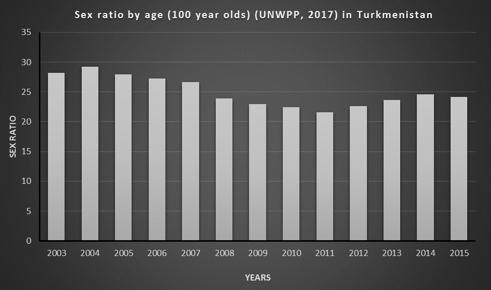 Sex ratio by age (100 year olds) (UNWPP, 2017) in Turkmenistan
35
30
25
20
15
10
5
0
SEX RATIO
2003 2004 2005 2006 2007 2008 2009 2010 2011 2012 2013 2014 2015
YEARS